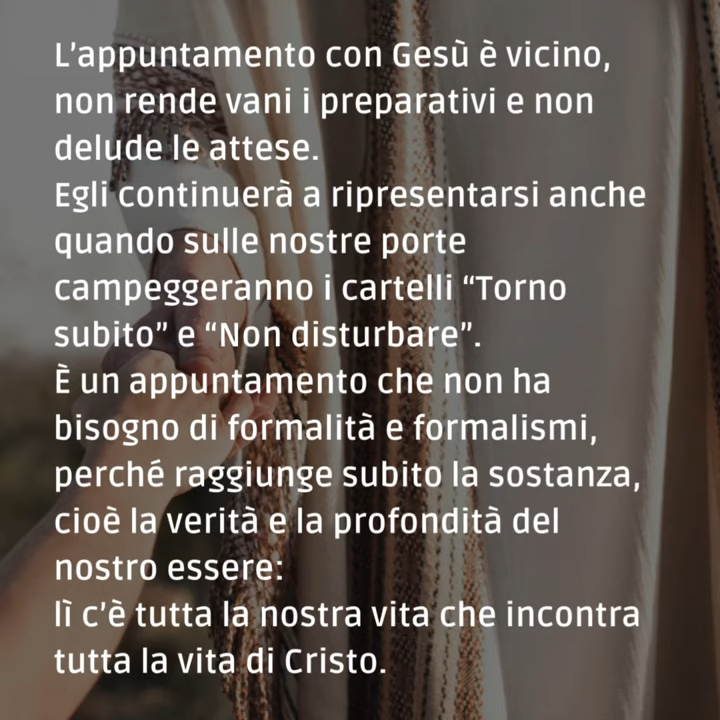 L’appuntamento con Gesù è vicino,
non rende vani i preparativi e non
delude le attese.
Egli continuerà a ripresentarsi anche
quando sulle nostre porte
campeggeranno i cartelli “Torno
subito” e “Non disturbare”.
È un appuntamento che non ha
bisogno di formalità e formalismi,
perché raggiunge subito la sostanza,
cioè la verità e la profondità del
nostro essere:
lì c’è tutta la nostra vita che incontra
tutta la vita di Cristo.